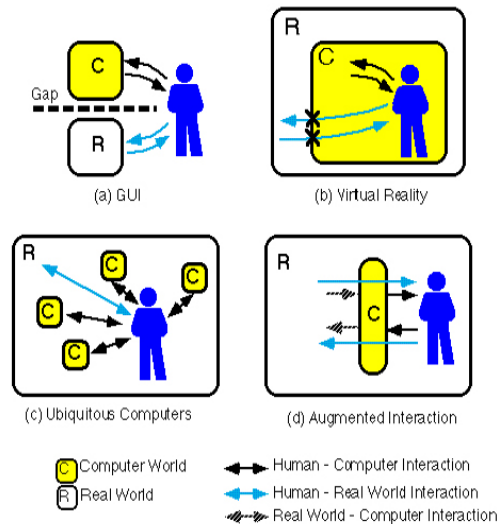 C
Gap
R
(a) GUI
R
C
(b) Virtual Reality
R
C
C
C
C
(c) Ubiquitous Computers
R
C
(d) Augmented Interaction
C Computer World
R Real World
Human - Computer Interaction
Human - Real World Interaction
Real World - Computer Interaction